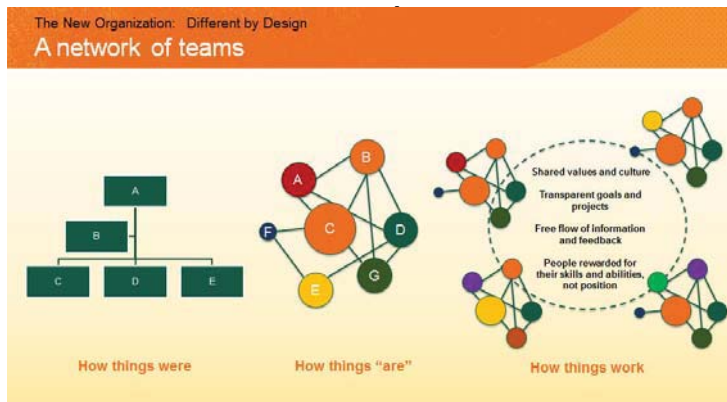 The New Organization: Different by Design
A network of teams
A
B
C
D
E
A
B
F
C
D
E
G
Shared values and culture
Transparent goals and
projects
Free flow of information
and feedback
People rewarded for
their skills and abilities,
not position
How things were
How things “are”
How things work